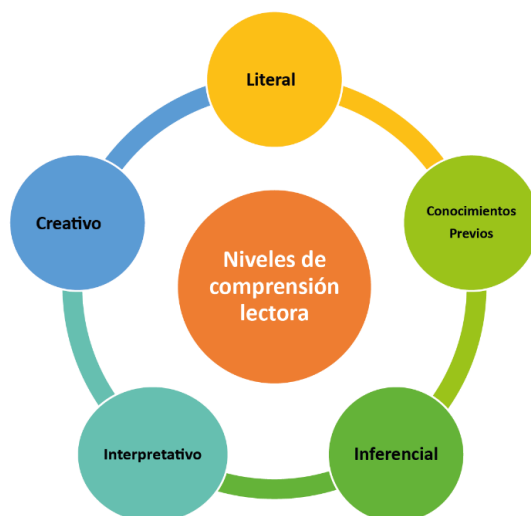 Literal
Conocimientos
Previos
Inferencial
Interpretativo
Creativo
Niveles de
comprensión
lectora